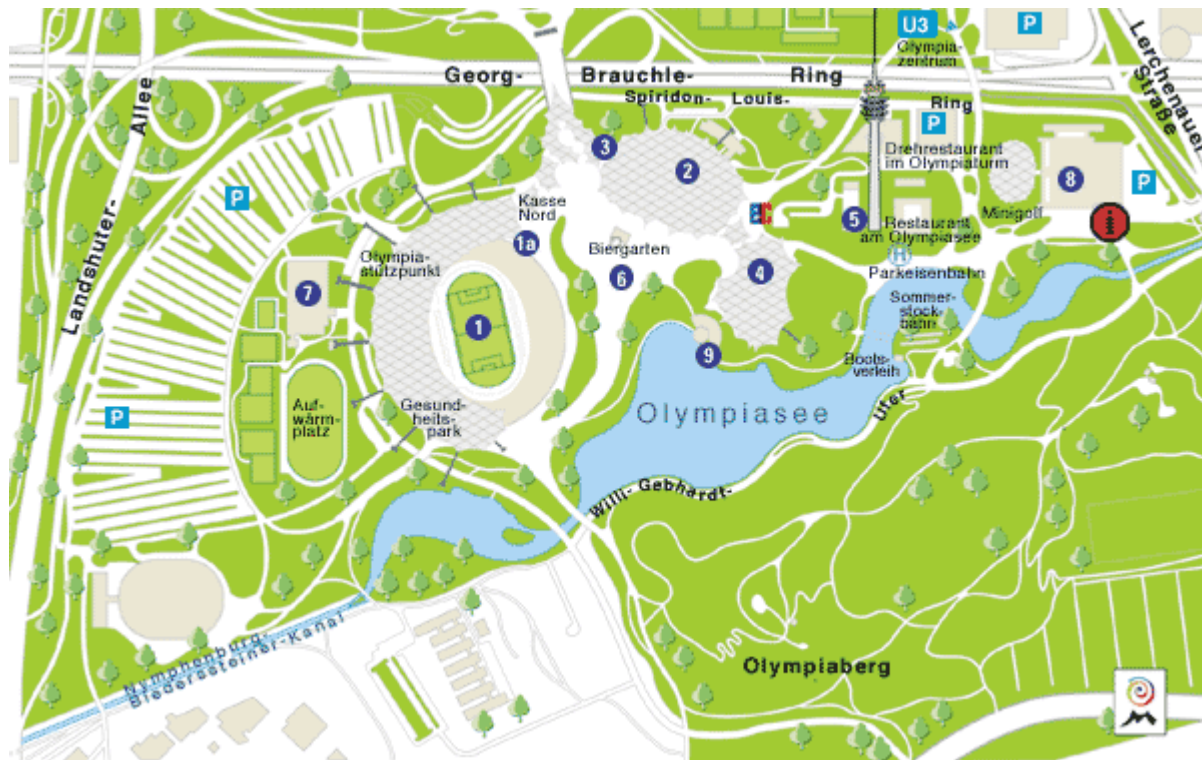 U3
Olympia-
zentrum
P
Lerchenauer
Straße
Georg-
Brauchle-
Ring
Spiridon-
Louis-
Ring
P
Drehrestaurant
im Olympiaturm
Landshuter-
Allee
P
3
2
8
P
Kasse
Nord
1a
EC
5
Restaurant
am Olympiasee
Minigolf
i
H
Parkeisenbahn
Olympia-
stützpunkt
Biergarten
6
4
7
1
9
Sommer-
stock-
bahn
Boots-
verleih
Olympiasee
P
Auf-
wärm-
platz
Gesund-
heits-
park
Willi-
Gebhardt-
Ufer
Nymphenburg-
Biedersteiner-Kanal
Olympiaberg